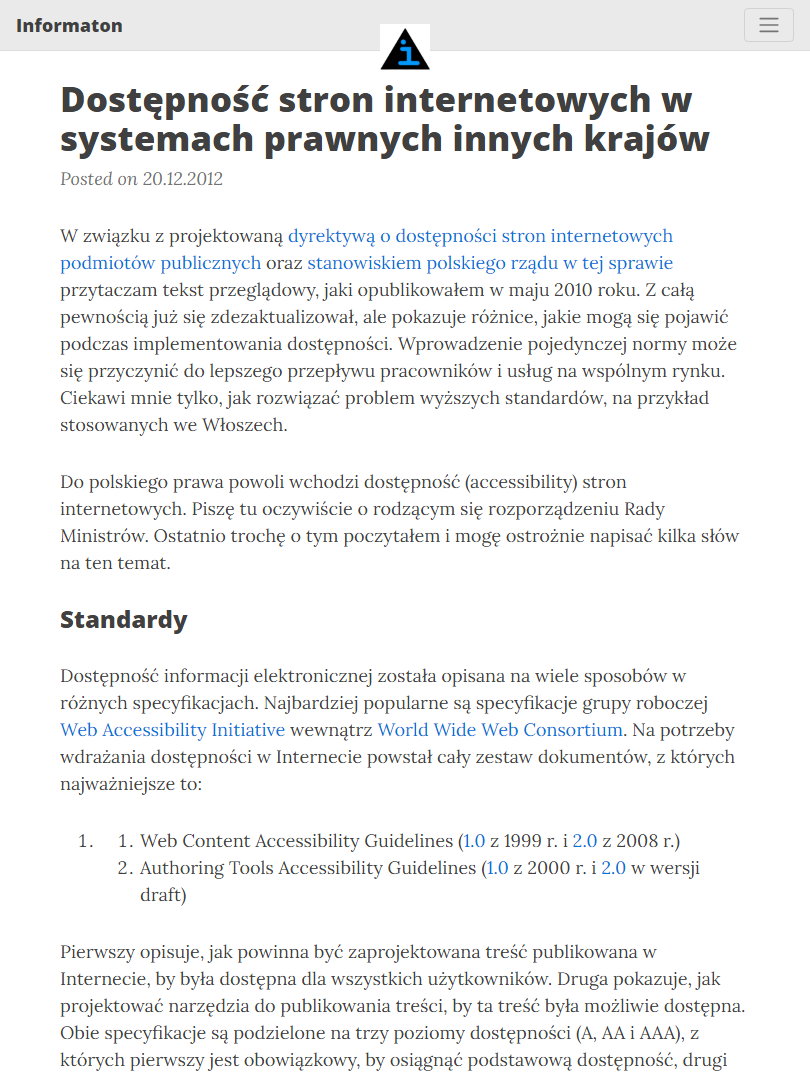 Informaton
i
Dostępność stron internetowych w
systemach prawnych innych krajów
Posted on 20.12.2012
W związku z projektowaną dyrektywą o dostępności stron internetowych
podmiotów publicznych oraz stanowiskiem polskiego rządu w tej sprawie
przytaczam tekst przeglądowy, jaki opublikowałem w maju 2010 roku. Z całą
pewnością już się zdezaktualizował, ale pokazuje różnice, jakie mogą się pojawić
podczas implementowania dostępności. Wprowadzenie pojedynczej normy może
się przyczynić do lepszego przepływu pracowników i usług na wspólnym rynku.
Ciekawi mnie tylko, jak rozwiązać problem wyższych standardów, na przykład
stosowanych we Włoszech.
Do polskiego prawa powoli wchodzi dostępność (accessibility) stron
internetowych. Piszę tu oczywiście o rodzącym się rozporządzeniu Rady
Ministrów. Ostatnio trochę o tym poczytałem i mogę ostrożnie napisać kilka słów
na ten temat.
Standardy
Dostępność informacji elektronicznej została opisana na wiele sposobów w
różnych specyfikacjach. Najbardziej popularne są specyfikacje grupy roboczej
Web Accessibility Initiative wewnątrz World Wide Web Consortium. Na potrzeby
wdrażania dostępności w Internecie powstał cały zestaw dokumentów, z których
najważniejsze to:
1. 1. Web Content Accessibility Guidelines (1.0 z 1999 r. i 2.0 z 2008 r.)
2. Authoring Tools Accessibility Guidelines (1.0 z 2000 r. i 2.0 w wersji
draft)
Pierwszy opisuje, jak powinna być zaprojektowana treść publikowana w
Internecie, by była dostępna dla wszystkich użytkowników. Druga pokazuje, jak
projektować narzędzia do publikowania treści, by ta treść była możliwie dostępna.
Obie specyfikacje są podzielone na trzy poziomy dostępności (A, AA i AAA), z
których pierwszy jest obowiązkowy, by osiągnąć podstawową dostępność, drugi